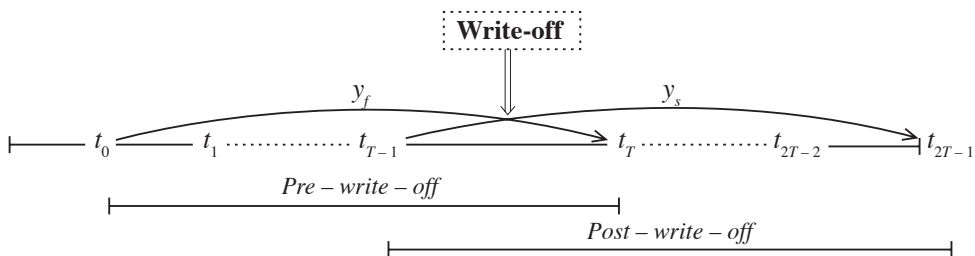 Write-off
y_f y_s
t_0 t_1 t_{T-1} t_T t_{2T-2} t_{2T-1}
Pre – write – off
Post – write – off